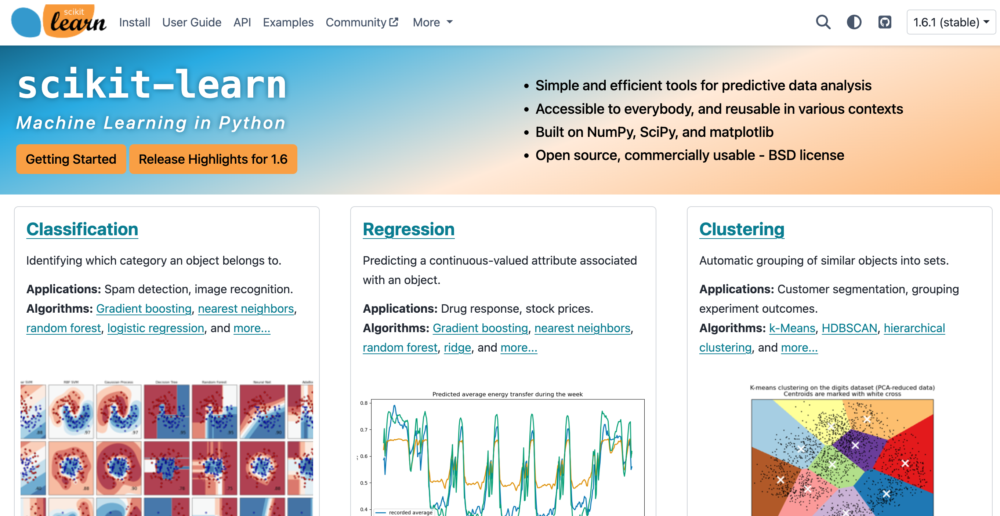 scikit
learn
Install User Guide API Examples Community More
1.6.1 (stable)
scikit-learn
Machine Learning in Python
Getting Started Release Highlights for 1.6
• Simple and efficient tools for predictive data analysis
• Accessible to everybody, and reusable in various contexts
• Built on NumPy, SciPy, and matplotlib
• Open source, commercially usable - BSD license
Classification
Identifying which category an object belongs to.
Applications: Spam detection, image recognition.
Algorithms: Gradient boosting, nearest neighbors,
random forest, logistic regression, and more...
RBF SVM Gaussian Process Decision Tree Random Forest Neural Net
.88 .97 .97 .95 .95 .90
.40 .88 .90 .78 .75 .88
Regression
Predicting a continuous-valued attribute associated
with an object.
Applications: Drug response, stock prices.
Algorithms: Gradient boosting, nearest neighbors,
random forest, ridge, and more...
Predicted average energy transfer during the week
0.8
0.7
0.6
0.5
0.4
recorded average
Clustering
Automatic grouping of similar objects into sets.
Applications: Customer segmentation, grouping
experiment outcomes.
Algorithms: k-Means, HDBSCAN, hierarchical
clustering, and more...
K-means clustering on the digits dataset (PCA-reduced data)
Centroids are marked with white cross